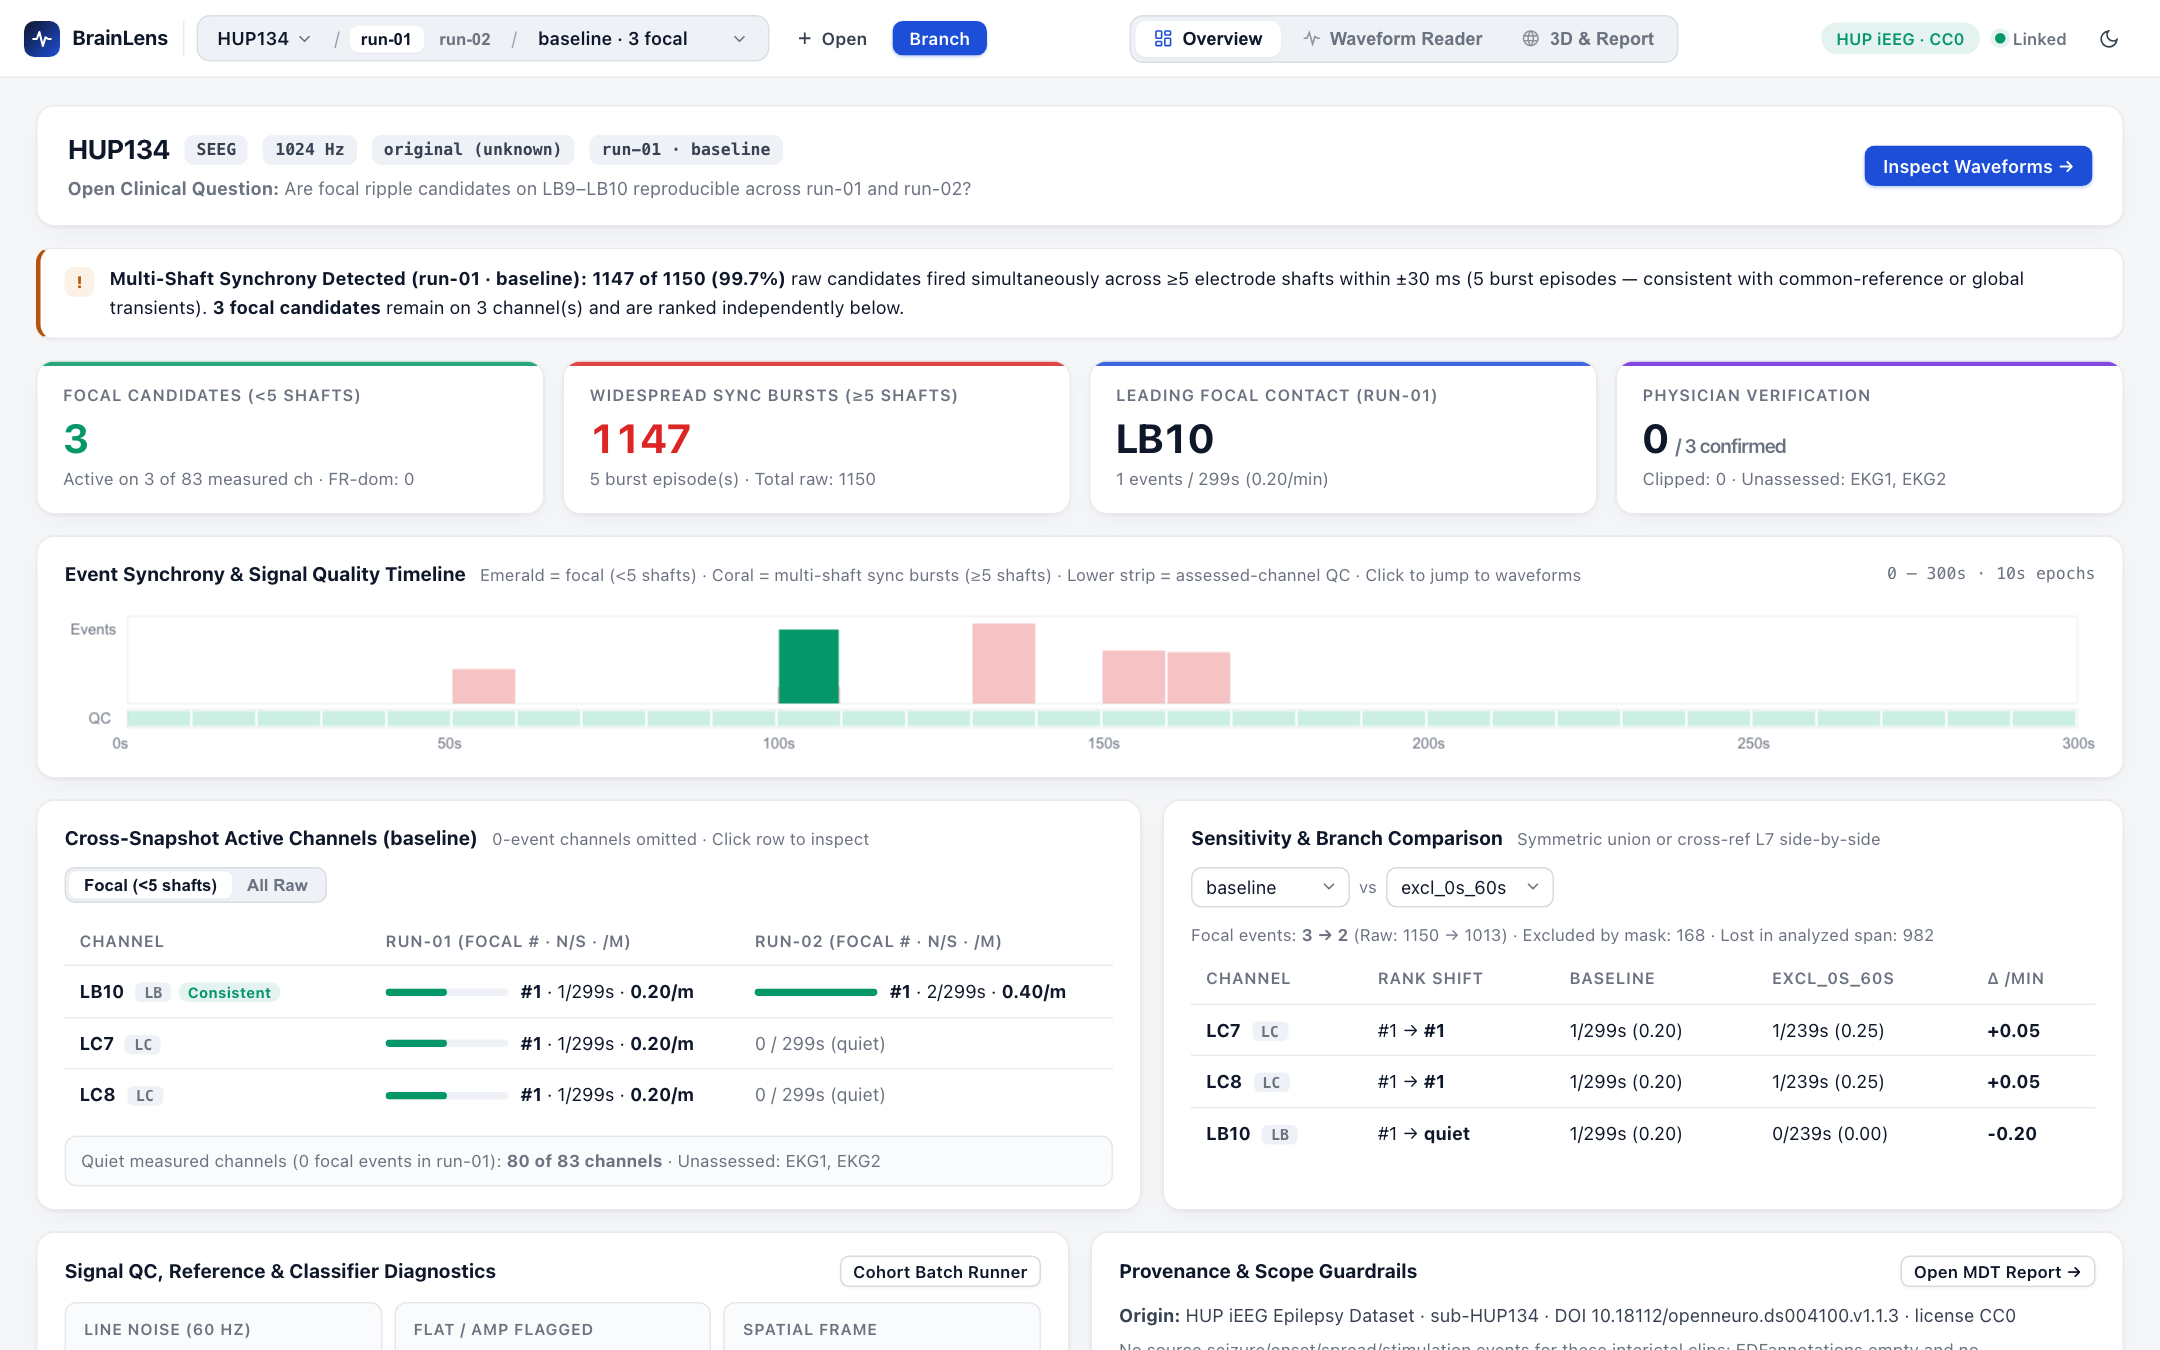 BrainLens
HUP134 / run-01 run-02 / baseline · 3 focal
+ Open
Branch
Overview
Waveform Reader
3D & Report
HUP iEEG · CC0
Linked
HUP134 SEEG 1024 Hz original (unknown) run-01 · baseline
Open Clinical Question: Are focal ripple candidates on LB9–LB10 reproducible across run-01 and run-02?
Inspect Waveforms →
! Multi-Shaft Synchrony Detected (run-01 · baseline): 1147 of 1150 (99.7%) raw candidates fired simultaneously across ≥5 electrode shafts within ±30 ms (5 burst episodes — consistent with common-reference or global
transients). 3 focal candidates remain on 3 channel(s) and are ranked independently below.
FOCAL CANDIDATES (<5 SHAFTS)
3
Active on 3 of 83 measured ch · FR-dom: 0
WIDESPREAD SYNC BURSTS (≥5 SHAFTS)
1147
5 burst episode(s) · Total raw: 1150
LEADING FOCAL CONTACT (RUN-01)
LB10
1 events / 299s (0.20/min)
PHYSICIAN VERIFICATION
0 / 3 confirmed
Clipped: 0 · Unassessed: EKG1, EKG2
Event Synchrony & Signal Quality Timeline Emerald = focal (<5 shafts) · Coral = multi-shaft sync bursts (≥5 shafts) · Lower strip = assessed-channel QC · Click to jump to waveforms
0 – 300s · 10s epochs
Events
QC
0s 50s 100s 150s 200s 250s 300s
Cross-Snapshot Active Channels (baseline) 0-event channels omitted · Click row to inspect
Focal (<5 shafts) All Raw
CHANNEL RUN-01 (FOCAL # · N/S · /M) RUN-02 (FOCAL # · N/S · /M)
LB10 LB Consistent #1 · 1/299s · 0.20/m #1 · 2/299s · 0.40/m
LC7 LC #1 · 1/299s · 0.20/m 0 / 299s (quiet)
LC8 LC #1 · 1/299s · 0.20/m 0 / 299s (quiet)
Quiet measured channels (0 focal events in run-01): 80 of 83 channels · Unassessed: EKG1, EKG2
Sensitivity & Branch Comparison Symmetric union or cross-ref L7 side-by-side
baseline vs excl_0s_60s
Focal events: 3 → 2 (Raw: 1150 → 1013) · Excluded by mask: 168 · Lost in analyzed span: 982
CHANNEL RANK SHIFT BASELINE EXCL_0S_60S Δ /MIN
LC7 LC #1 → #1 1/299s (0.20) 1/239s (0.25) +0.05
LC8 LC #1 → #1 1/299s (0.20) 1/239s (0.25) +0.05
LB10 LB #1 → quiet 1/299s (0.20) 0/239s (0.00) -0.20
Signal QC, Reference & Classifier Diagnostics
Cohort Batch Runner
LINE NOISE (60 HZ)
FLAT / AMP FLAGGED
SPATIAL FRAME
Provenance & Scope Guardrails
Open MDT Report →
Origin: HUP iEEG Epilepsy Dataset · sub-HUP134 · DOI 10.18112/openneuro.ds004100.v1.1.3 · license CC0